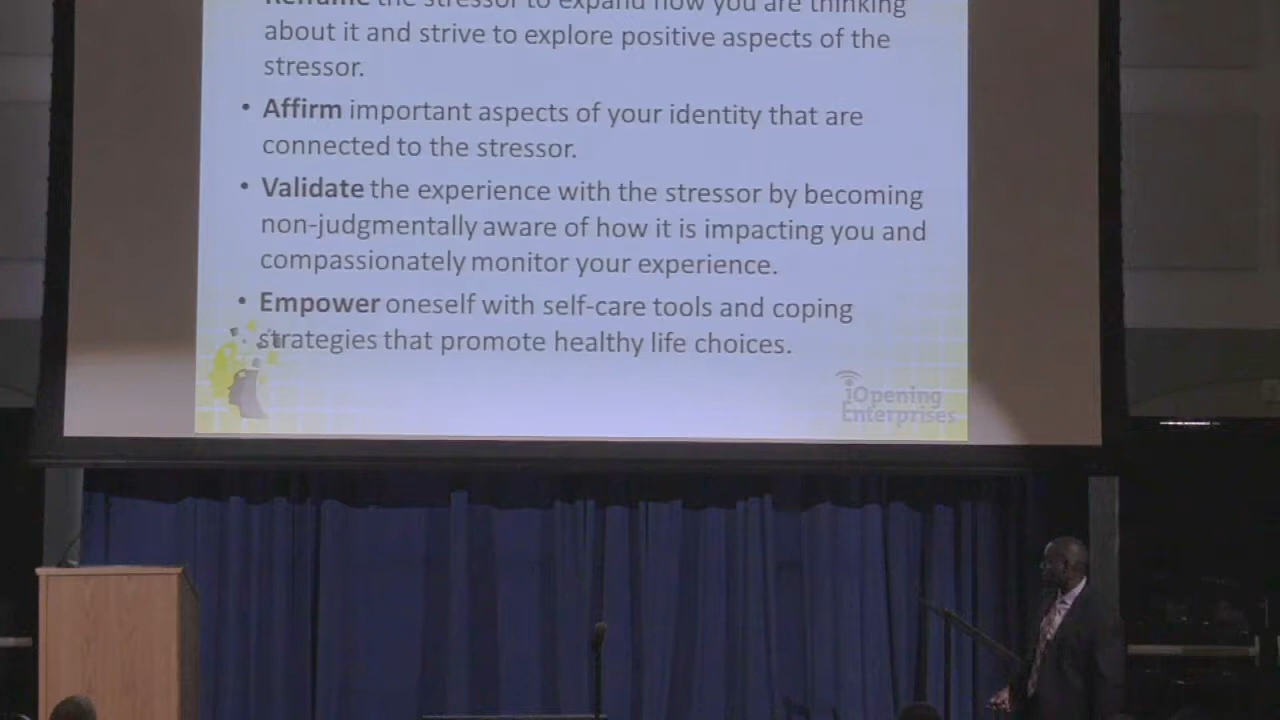 the stressor to expand how you are thinking
about it and strive to explore positive aspects of the
stressor.
• Affirm important aspects of your identity that are
connected to the stressor.
• Validate the experience with the stressor by becoming
non-judgmentally aware of how it is impacting you and
compassionately monitor your experience.
• Empower oneself with self-care tools and coping
strategies that promote healthy life choices.
iOpening
Enterprises